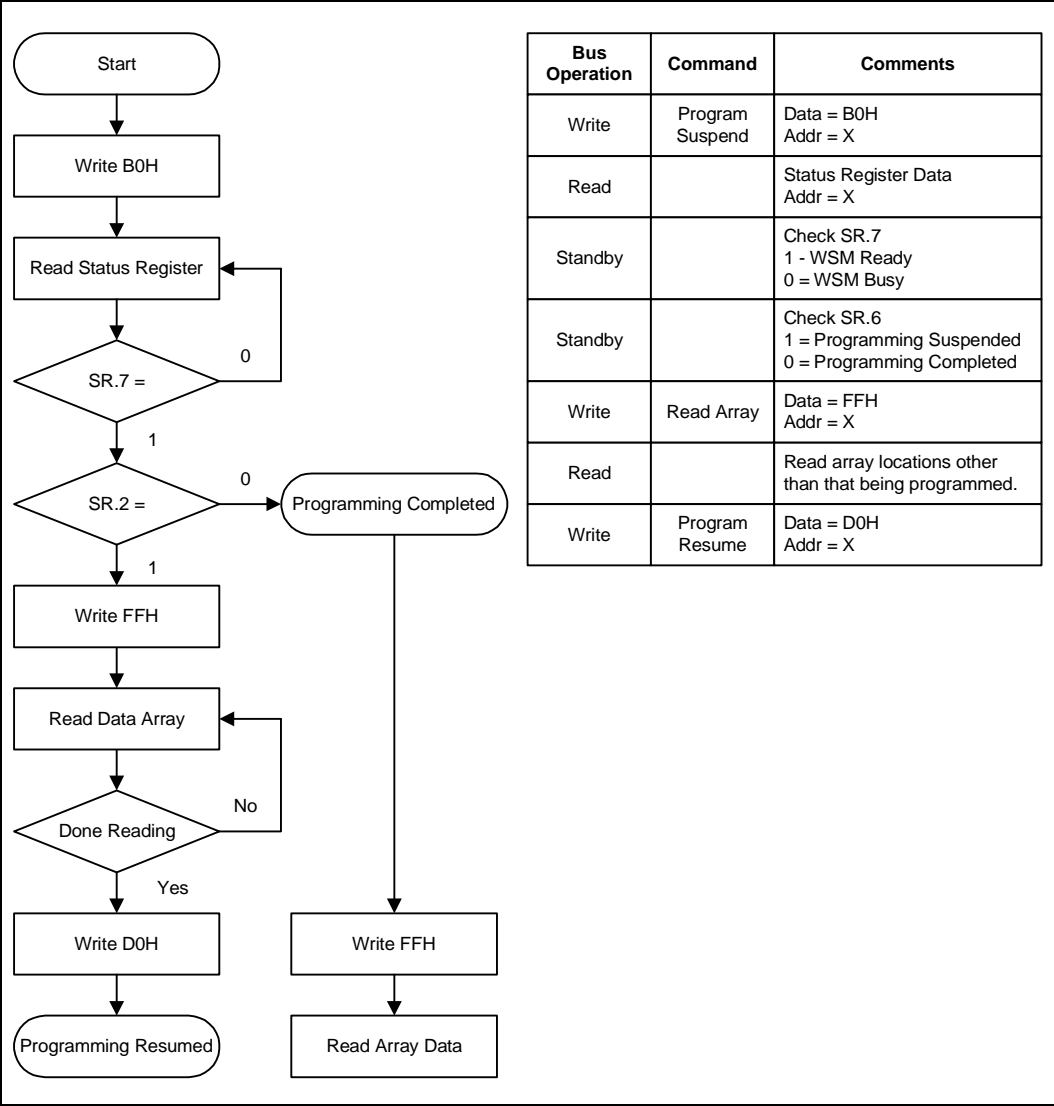 Start
Write B0H
Read Status Register
0
SR.7 =
1
0
SR.2 =
Programming Completed
1
Write FFH
Read Data Array
No
Done Reading
Yes
Write D0H
Write FFH
Programming Resumed
Read Array Data
Bus
Operation
Command
Comments
Write
Program
Suspend
Data = B0H
Addr = X
Read
Status Register Data
Addr = X
Standby
Check SR.7
1 - WSM Ready
0 = WSM Busy
Standby
Check SR.6
1 = Programming Suspended
0 = Programming Completed
Write
Read Array
Data = FFH
Addr = X
Read
Read array locations other
than that being programmed.
Write
Program
Resume
Data = D0H
Addr = X